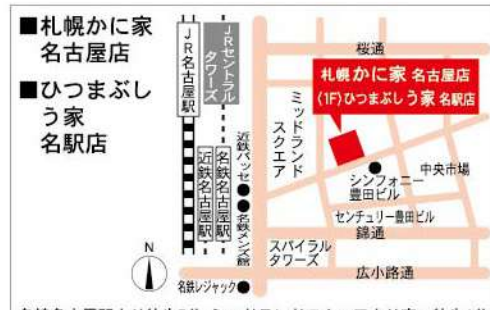 ■札幌かに家
名古屋店
■ひつまぶし
う家
名駅店
JR名古屋駅
JRセントラル
タワーズ
桜通
札幌かに家 名古屋店
〈1F〉ひつまぶしう家 名駅店
ミッドランド
スクエア
近鉄パッセ
近鉄名古屋駅
名鉄名古屋駅
名鉄メンズ館
中央市場
シンフォニー
豊田ビル
センチュリー豊田ビル
錦通
スパイラル
タワーズ
N
広小路通
名鉄レジャック